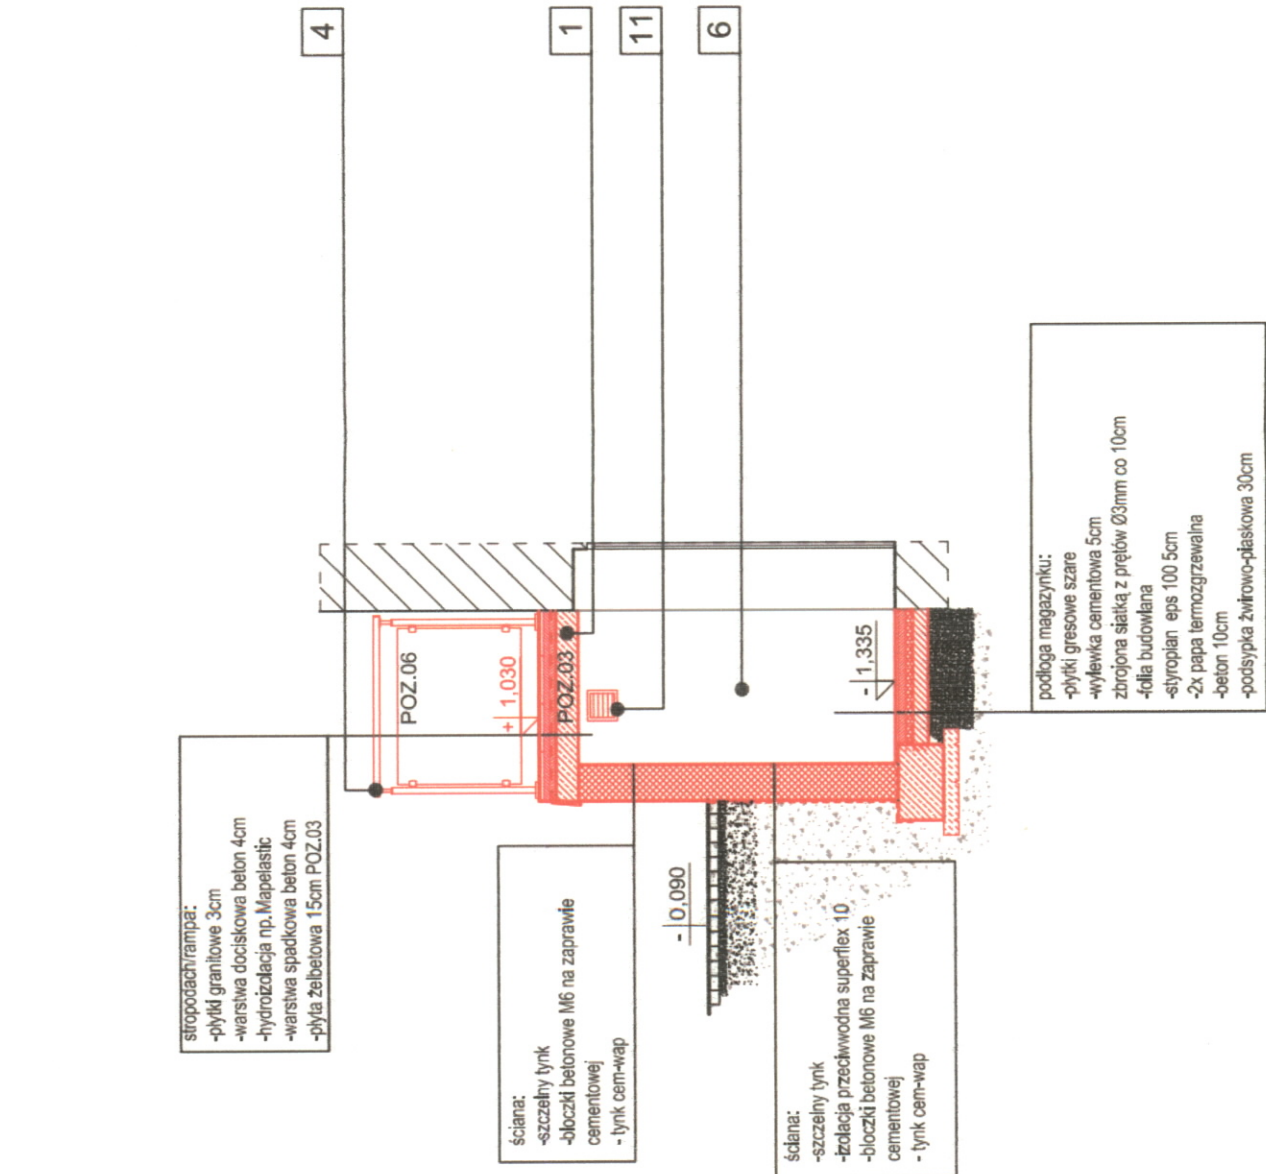 4
1
11
6
POZ.06
+ 1,030
POZ.03
- 1,335
- 0,090
stropodach/rampa:
-płytki granitowe 3cm
-warstwa dociskowa beton 4cm
-hydroizolacja np.Mapelastic
-warstwa spadkowa beton 4cm
-płyta żelbetowa 15cm POZ.03
ściana:
-szczelny tynk
-bloczki betonowe M6 na zaprawie
cementowej
- tynk cem-wap
ściana:
-szczelny tynk
-izolacja przeciwwodna superflex 10
-bloczki betonowe M6 na zaprawie
cementowej
- tynk cem-wap
podłoga magazynku:
-płytki gresowe szare
-wylewka cementowa 5cm
zbrojona siatką z prętów Ø3mm co 10cm
-folia budowlana
-styropian eps 100 5cm
-2x papa termozgrzewalna
-beton 10cm
-podsypka żwirowo-piaskowa 30cm